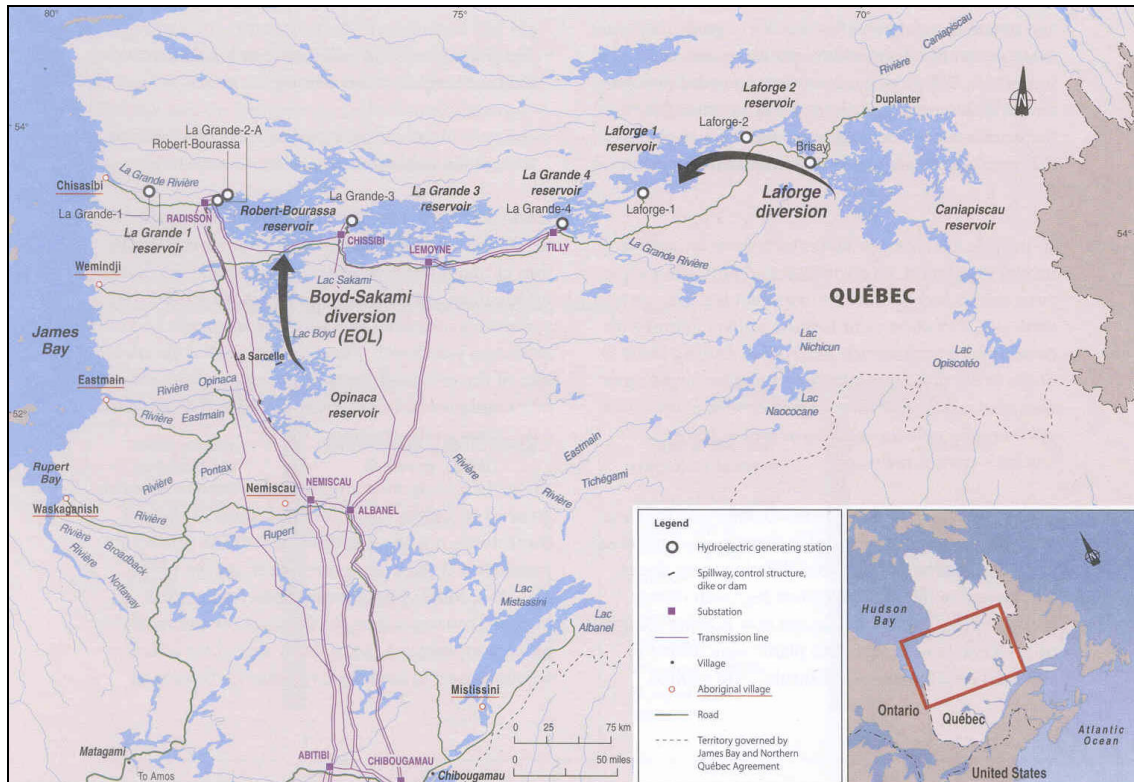 80°
75°
70°
Rivière
Caniapiscau
N
Duplanter
Laforge 2
reservoir
Laforge-2
Brisay
Laforge 1
reservoir
54°
La Grande-2-A
Robert-Bourassa
Chisasibi
La Grande Rivière
La Grande-1
La Grande 1
reservoir
RADISSON
Robert-Bourassa
reservoir
La Grande-3
CHISSIBI
La Grande 3
reservoir
LEMOYNE
La Grande 4
reservoir
La Grande-4
TILLY
Laforge-1
Laforge
diversion
Caniapiscau
reservoir
54°
La Grande Rivière
Wemindji
Lac Sakami
Boyd-Sakami
diversion
(EOL)
Lac Boyd
QUÉBEC
James
Bay
La Sarcelle
Lac
Nichicun
Lac
Opiscotéo
Eastmain
Rivière Opinaca
Opinaca
reservoir
Lac
Naococane
52°
Rivière Eastmain
Rivière
Eastmain
Rupert
Bay
Rivière Pontax
Rivière
Tichégami
Nemiscau
NEMISCAU
ALBANEL
Waskaganish
Rivière
Rupert
Rivière
Broadback
Rivière
Nottaway
Lac
Mistassini
Lac
Albanel
Mistissini
Matagami
To Amos
ABITIBI
CHIBOUGAMAU
Chibougamau
0 25 75 km
0 50 miles
Legend
Hydroelectric generating station
Spillway, control structure,
dike or dam
Substation
Transmission line
Village
Aboriginal village
Road
Territory governed by
James Bay and Northern
Québec Agreement
N
Hudson
Bay
Ontario
Québec
Atlantic
Ocean
United States